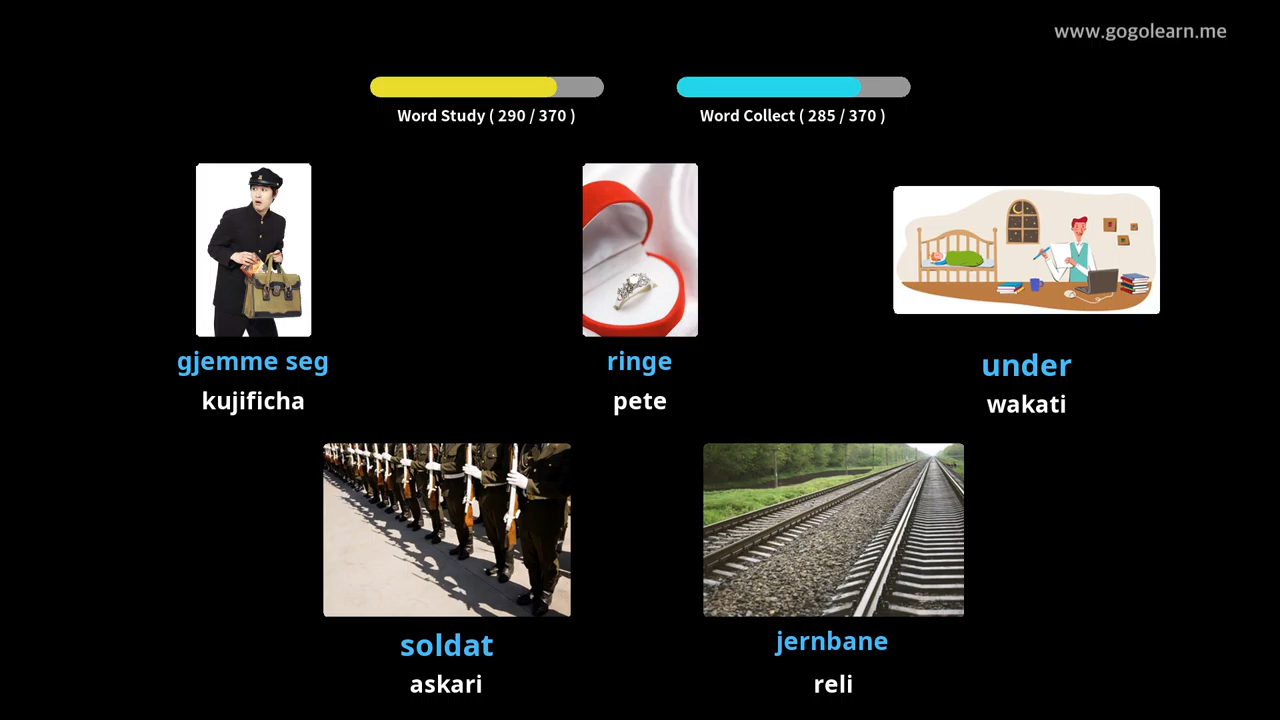 www.gogolearn.me
Word Study ( 290 / 370 )
Word Collect ( 285 / 370 )
gjemme seg
kujificha
ringe
pete
under
wakati
soldat
askari
jernbane
reli